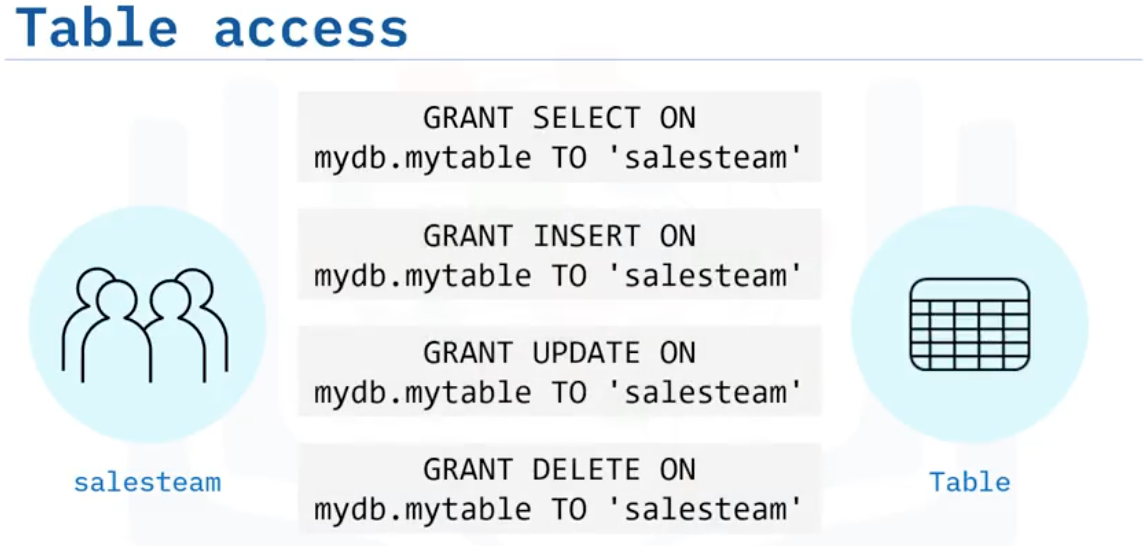 Table access
GRANT SELECT ON
mydb.mytable TO 'salesteam'
GRANT INSERT ON
mydb.mytable TO 'salesteam'
GRANT UPDATE ON
mydb.mytable TO 'salesteam'
GRANT DELETE ON
mydb.mytable TO 'salesteam'
salesteam
Table